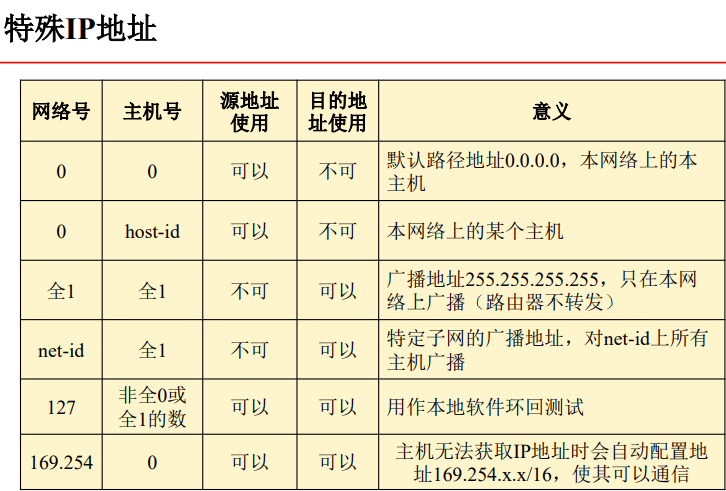 特殊IP地址
网络号 主机号 源地址使用 目的地址使用 意义
0 0 可以 不可 默认路径地址0.0.0.0，本网络上的本主机
0 host-id 可以 不可 本网络上的某个主机
全1 全1 不可 可以 广播地址255.255.255.255，只在本网络上广播（路由器不转发）
net-id 全1 不可 可以 特定子网的广播地址，对net-id上所有主机广播
127 非全0或全1的数 可以 可以 用作本地软件环回测试
169.254 0 可以 可以 主机无法获取IP地址时会自动配置地址169.254.x.x/16，使其可以通信